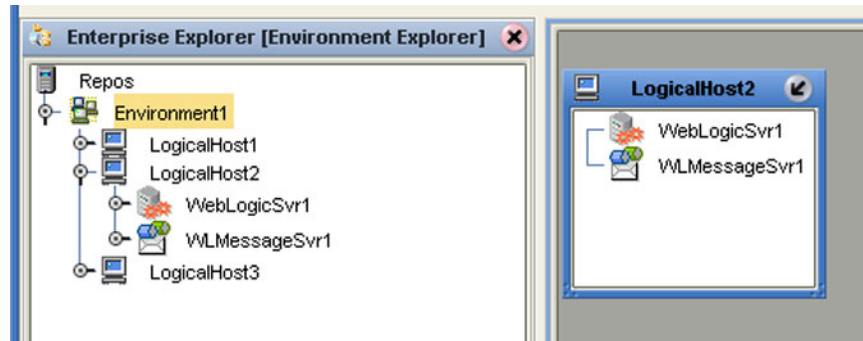 Enterprise Explorer [Environment Explorer]
Repos
Environment1
LogicalHost1
LogicalHost2
WebLogicSvr1
WLMessageSvr1
LogicalHost3
LogicalHost2
WebLogicSvr1
WLMessageSvr1